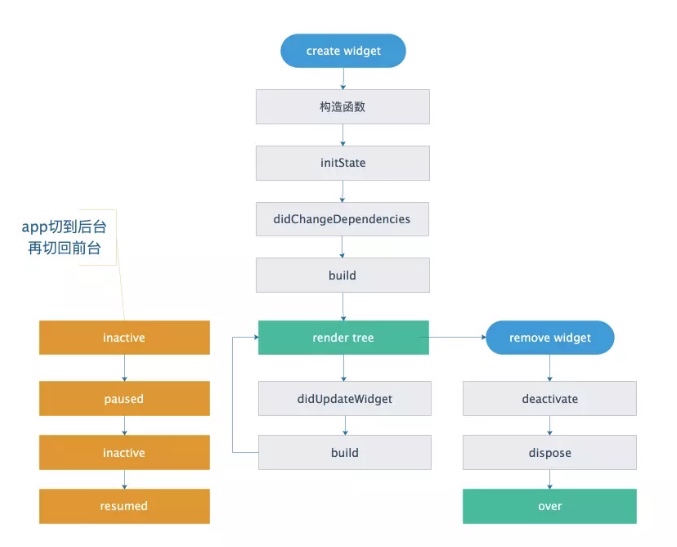 create widget
构造函数
initState
didChangeDependencies
build
app切到后台
再切回前台
inactive
render tree
remove widget
paused
didUpdateWidget
deactivate
inactive
build
dispose
resumed
over